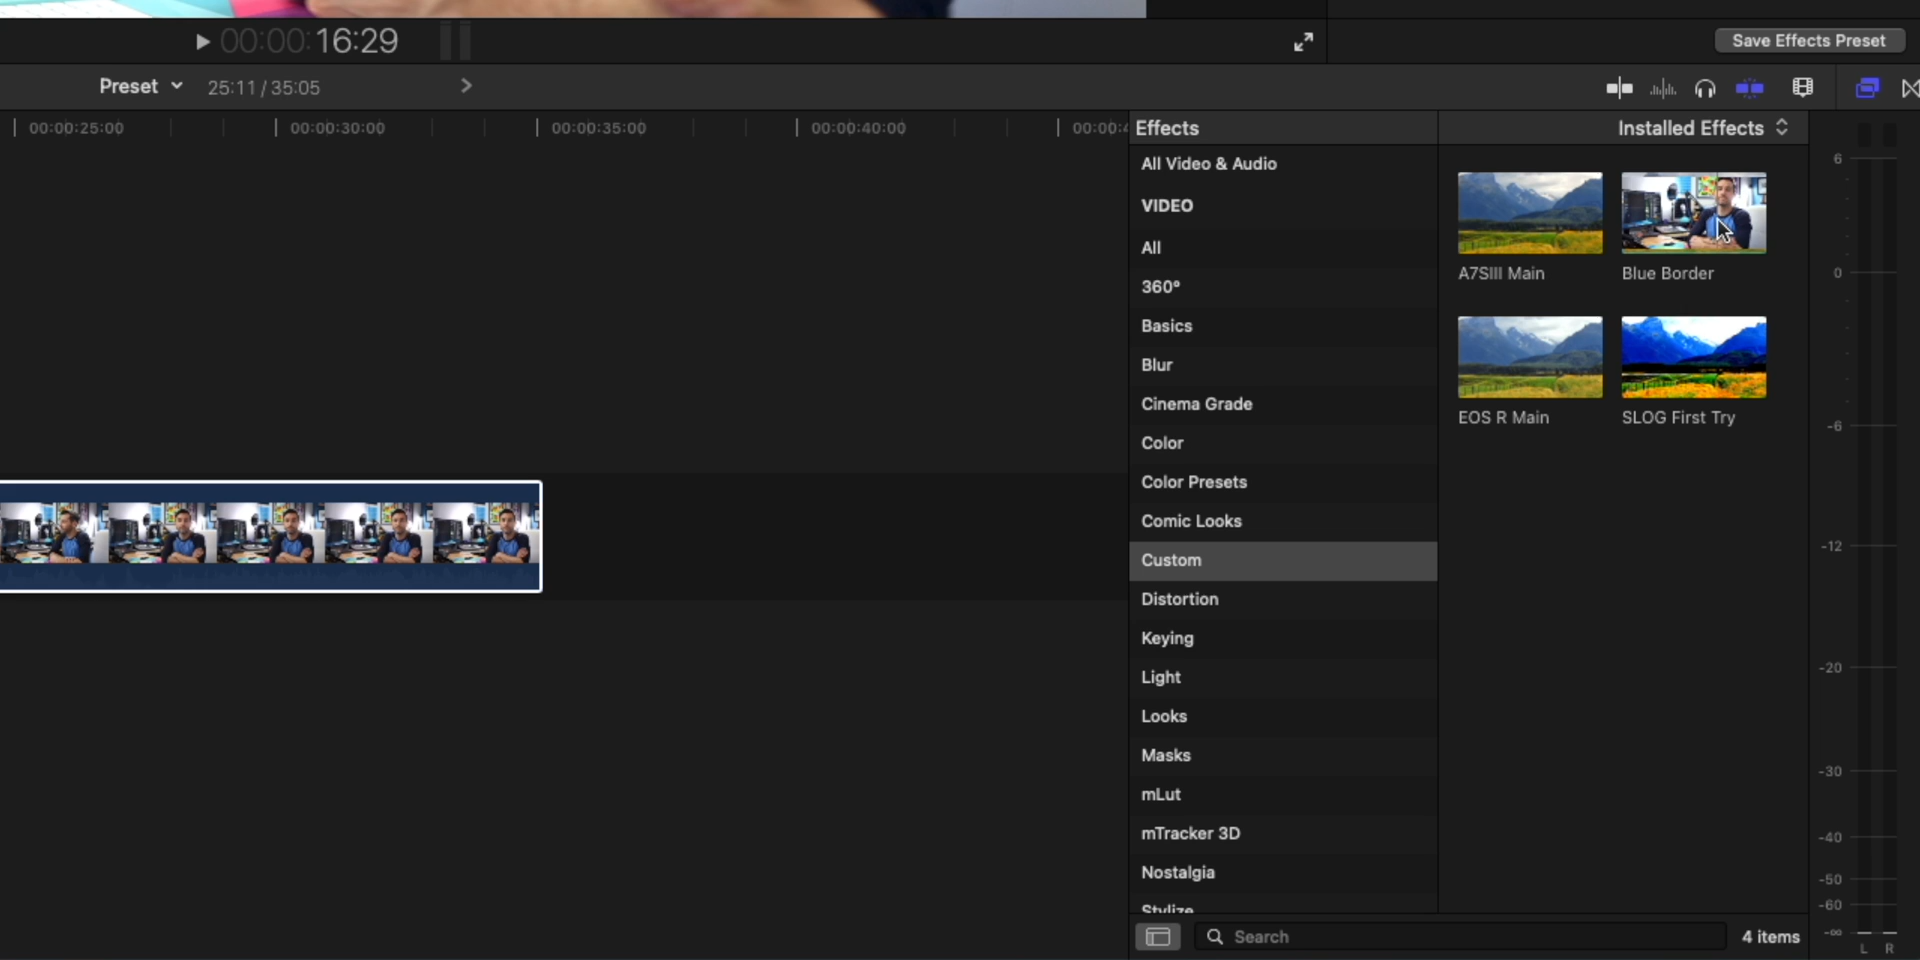 00:00:16:29
Save Effects Preset
Preset
25:11 / 35:05
00:00:25:00
00:00:30:00
00:00:35:00
00:00:40:00
00:00:4
Effects
Installed Effects
All Video & Audio
VIDEO
All
360°
Basics
Blur
Cinema Grade
Color
Color Presets
Comic Looks
Custom
Distortion
Keying
Light
Looks
Masks
mLut
mTracker 3D
Nostalgia
Stylize
A7SIII Main
Blue Border
EOS R Main
SLOG First Try
Search
4 items
6
0
-6
-12
-20
-30
-40
-50
-60
-∞
L R